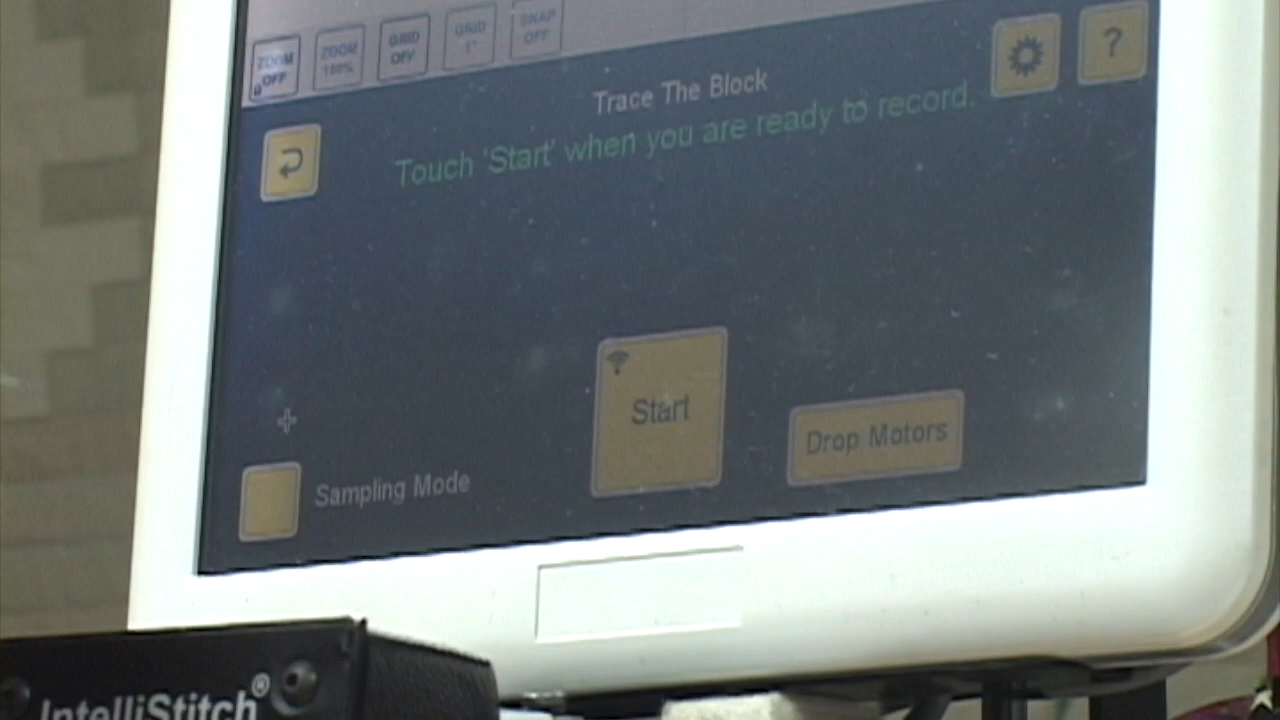 ZOOM
OFF
ZOOM
100%
GRID
OFF
GRID
1"
SNAP
OFF
?
Trace The Block
Touch 'Start' when you are ready to record.
Start
Drop Motors
Sampling Mode
IntelliStitch®